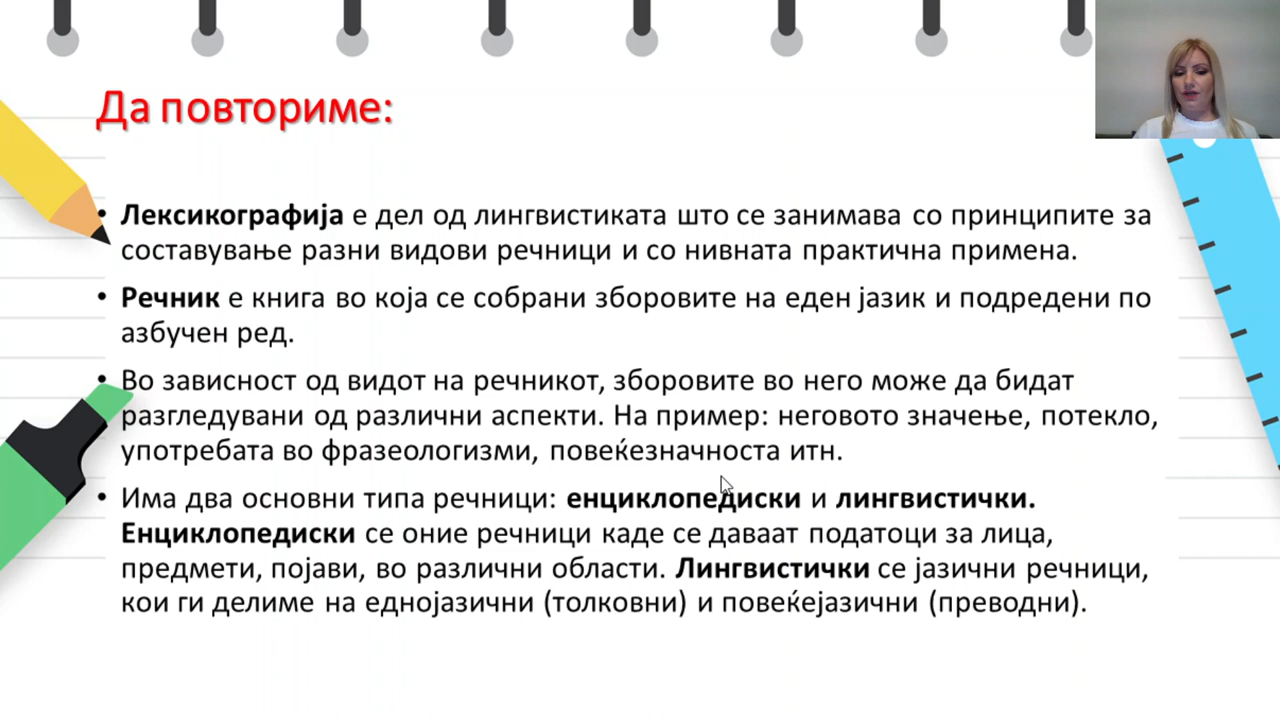 Да повториме:
• Лексикографија е дел од лингвистиката што се занимава со принципите за
составување разни видови речници и со нивната практична примена.
• Речник е книга во која се собрани зборовите на еден јазик и подредени по
азбучен ред.
• Во зависност од видот на речникот, зборовите во него може да бидат
разгледувани од различни аспекти. На пример: неговото значење, потекло,
употребата во фразеологизми, повеќезначноста итн.
• Има два основни типа речници: енциклопедиски и лингвистички.
Енциклопедиски се оние речници каде се даваат податоци за лица,
предмети, појави, во различни области. Лингвистички се јазични речници,
кои ги делиме на еднојазични (толковни) и повеќејазични (преводни).